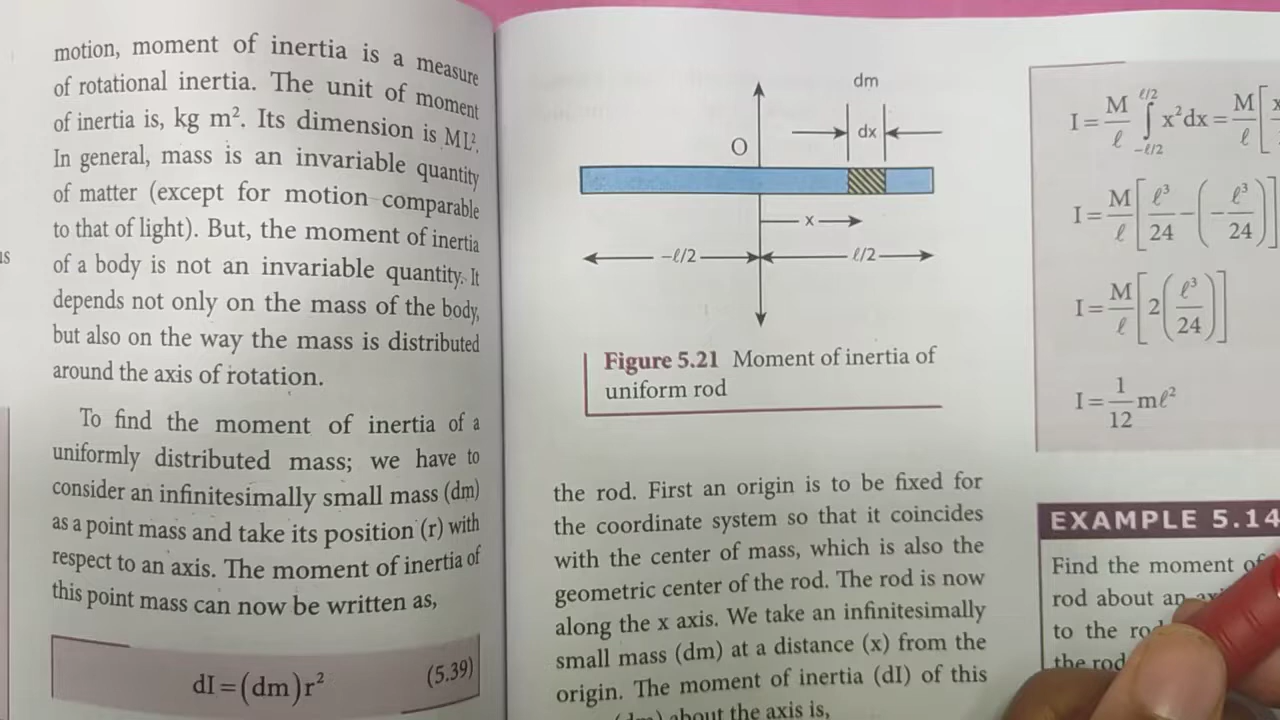 motion, moment of inertia is a measure
of rotational inertia. The unit of moment
of inertia is, kg m². Its dimension is ML².
In general, mass is an invariable quantity
of matter (except for motion comparable
to that of light). But, the moment of inertia
of a body is not an invariable quantity. It
depends not only on the mass of the body,
but also on the way the mass is distributed
around the axis of rotation.
To find the moment of inertia of a
uniformly distributed mass; we have to
consider an infinitesimally small mass (dm)
as a point mass and take its position (r) with
respect to an axis. The moment of inertia of
this point mass can now be written as,
dI=(dm)r² (5.39)
dm
dx
O
x
-ℓ/2 ℓ/2
Figure 5.21 Moment of inertia of
uniform rod
the rod. First an origin is to be fixed for
the coordinate system so that it coincides
with the center of mass, which is also the
geometric center of the rod. The rod is now
along the x axis. We take an infinitesimally
small mass (dm) at a distance (x) from the
origin. The moment of inertia (dI) of this
(dm) about the axis is,
I = M/ℓ ∫_{-ℓ/2}^{ℓ/2} x²dx = M/ℓ [
I = M/ℓ [ℓ³/24 − (−ℓ³/24)]
I = M/ℓ [2(ℓ³/24)]
I = 1/12 mℓ²
EXAMPLE 5.14
Find the moment of
rod about an
to the
the rod